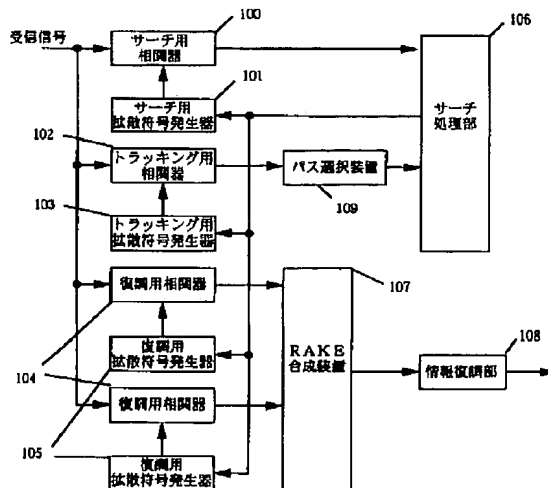 100
106
受信信号
サーチ用
相関器
101
サーチ用
拡散符号発生器
サーチ
処理部
102
トラッキング用
相関器
パス選択装置
109
103
トラッキング用
拡散符号発生器
107
復調用相関器
復調用
拡散符号発生器
RAKE
合成装置
108
情報復調部
104
復調用相関器
105
復調用
拡散符号発生器